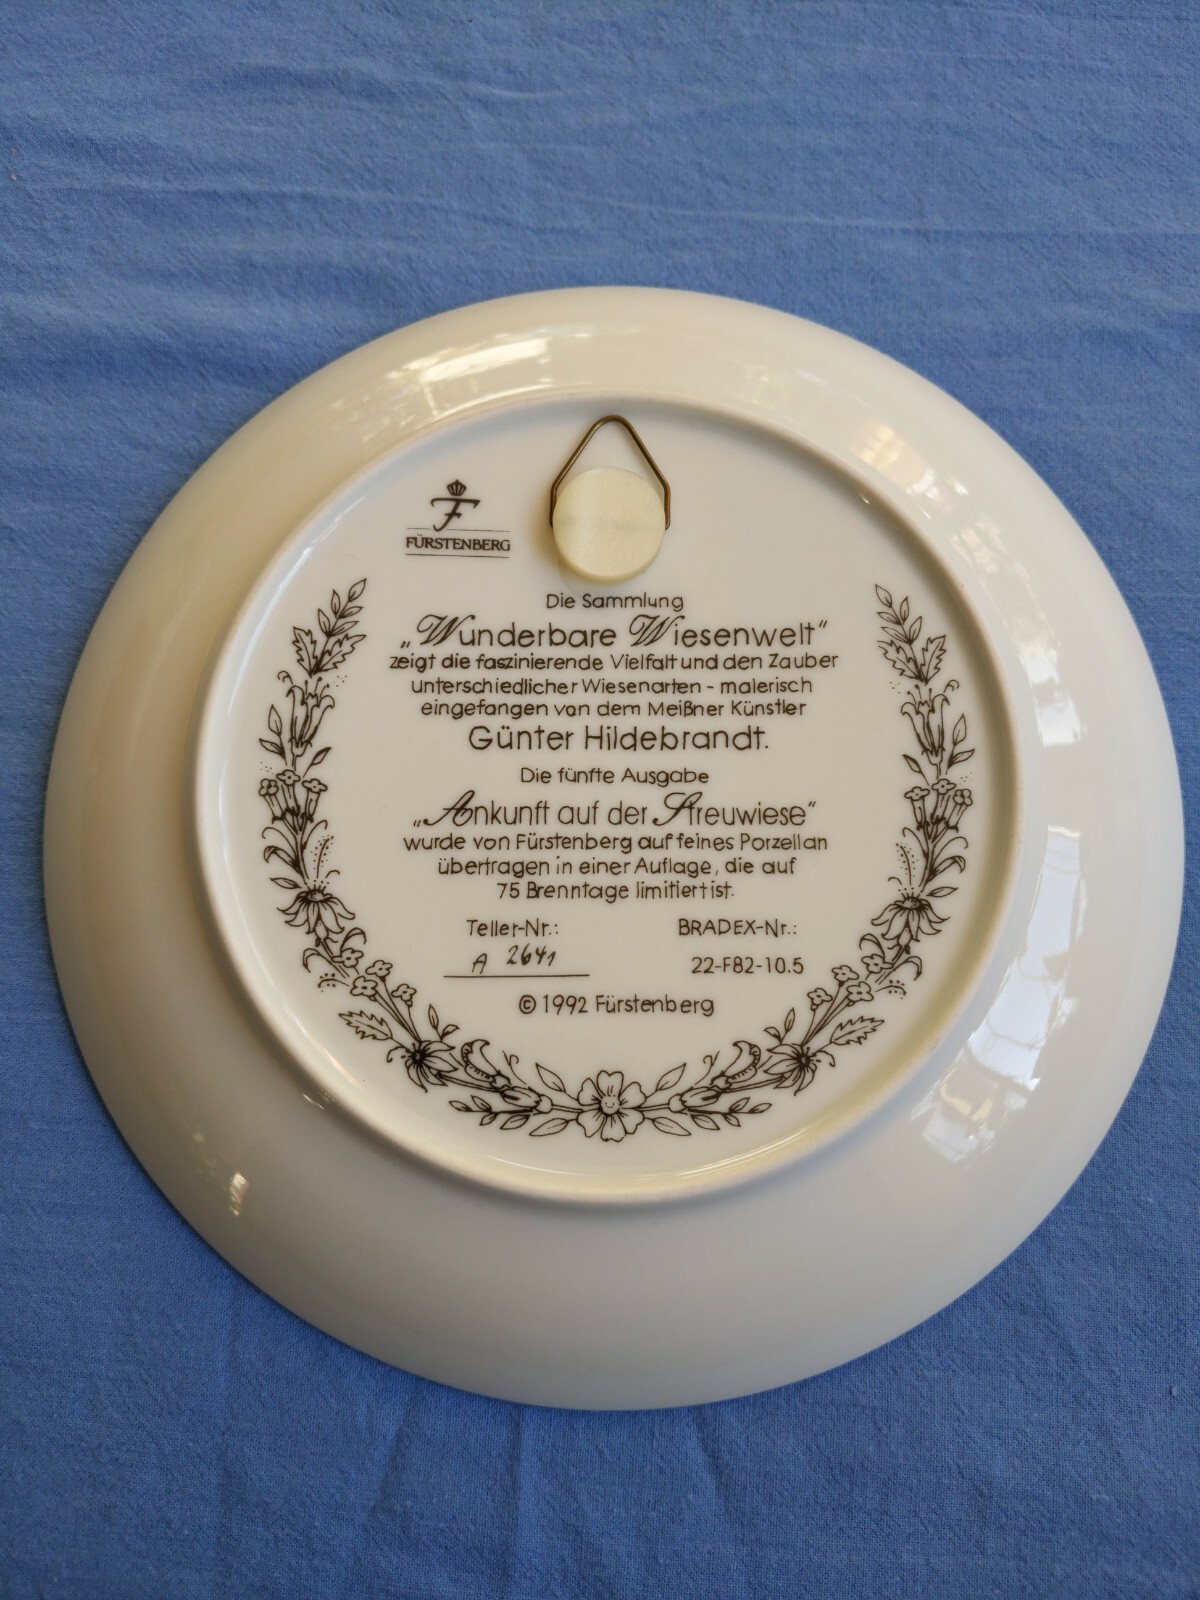 F
FÜRSTENBERG
Die Sammlung
„Wunderbare Wiesenwelt“
zeigt die faszinierende Vielfalt und den Zauber
unterschiedlicher Wiesenarten - malerisch
eingefangen von dem Meißner Künstler
Günter Hildebrandt.
Die fünfte Ausgabe
„Ankunft auf der Streuwiese“
wurde von Fürstenberg auf feines Porzellan
übertragen in einer Auflage, die auf
75 Brenntage limitiert ist.
Teller-Nr.: BRADEX-Nr.:
A 2641 22-F82-10.5
© 1992 Fürstenberg